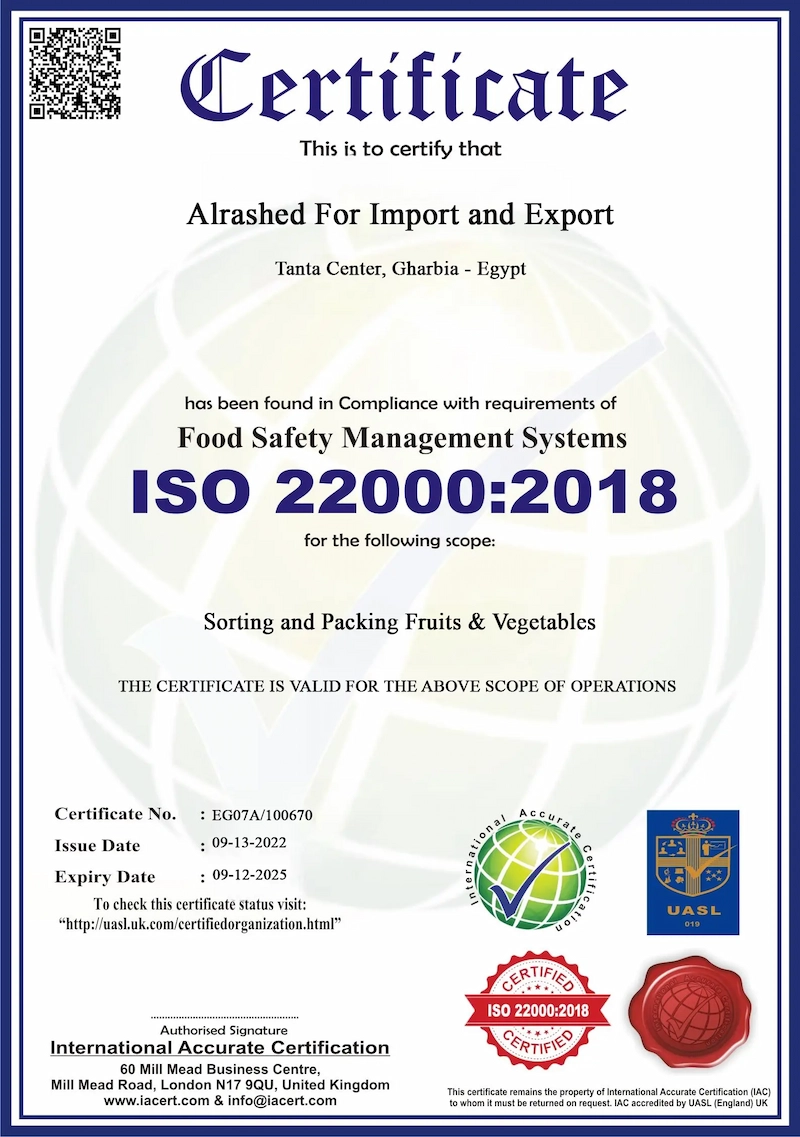 Certificate
This is to certify that
Alrashed For Import and Export
Tanta Center, Gharbia - Egypt
has been found in Compliance with requirements of
Food Safety Management Systems
ISO 22000:2018
for the following scope:
Sorting and Packing Fruits & Vegetables
THE CERTIFICATE IS VALID FOR THE ABOVE SCOPE OF OPERATIONS
Certificate No. : EG07A/100670
Issue Date : 09-13-2022
Expiry Date : 09-12-2025
To check this certificate status visit:
“http://uasl.uk.com/certifiedorganization.html”
International Accurate Certification
UASL
019
CERTIFIED
ISO 22000:2018
CERTIFIED
Authorised Signature
International Accurate Certification
60 Mill Mead Business Centre,
Mill Mead Road, London N17 9QU, United Kingdom
www.iacert.com & info@iacert.com
This certificate remains the property of International Accurate Certification (IAC)
to whom it must be returned on request. IAC accredited by UASL (England) UK